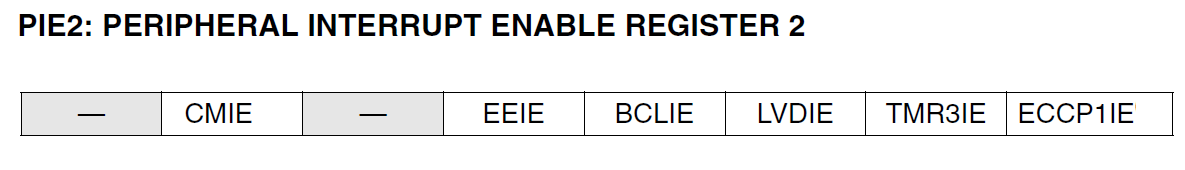 PIE2: PERIPHERAL INTERRUPT ENABLE REGISTER 2
— CMIE — EEIE BCLIE LVDIE TMR3IE ECCP1IE